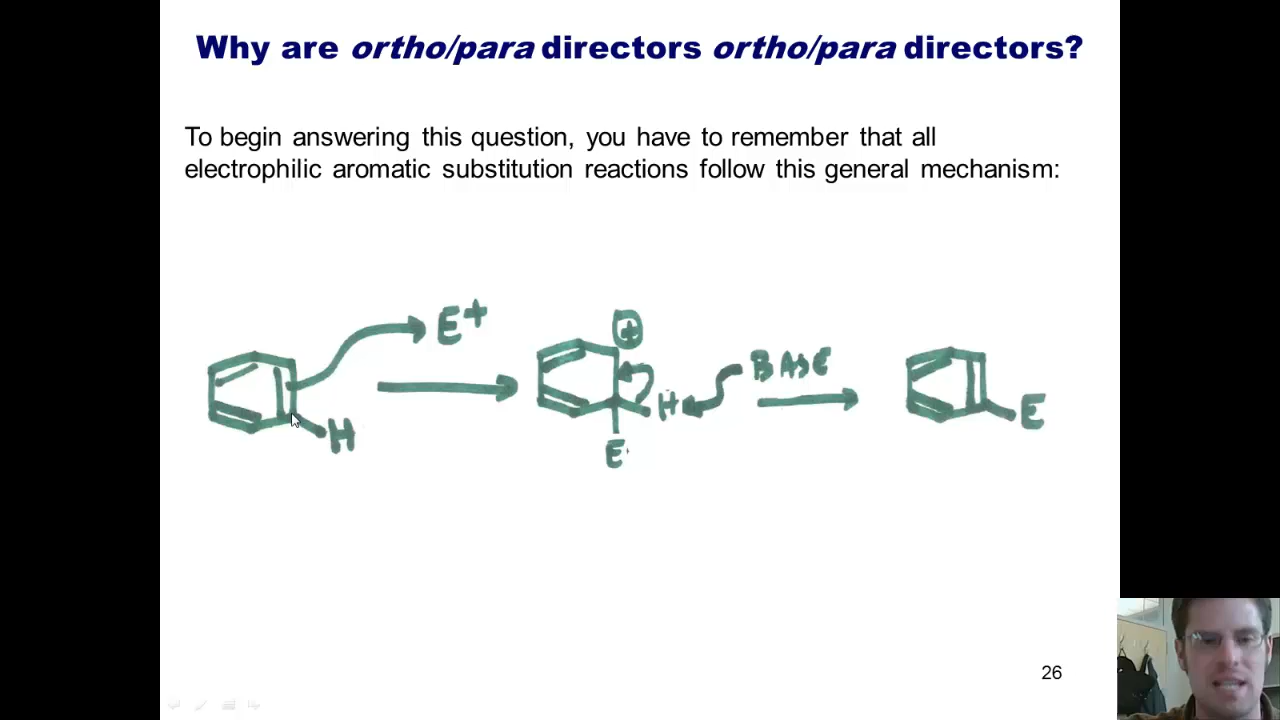 Why are ortho/para directors ortho/para directors?
To begin answering this question, you have to remember that all
electrophilic aromatic substitution reactions follow this general mechanism:
E+
H
+
H
E
BASE
E
26